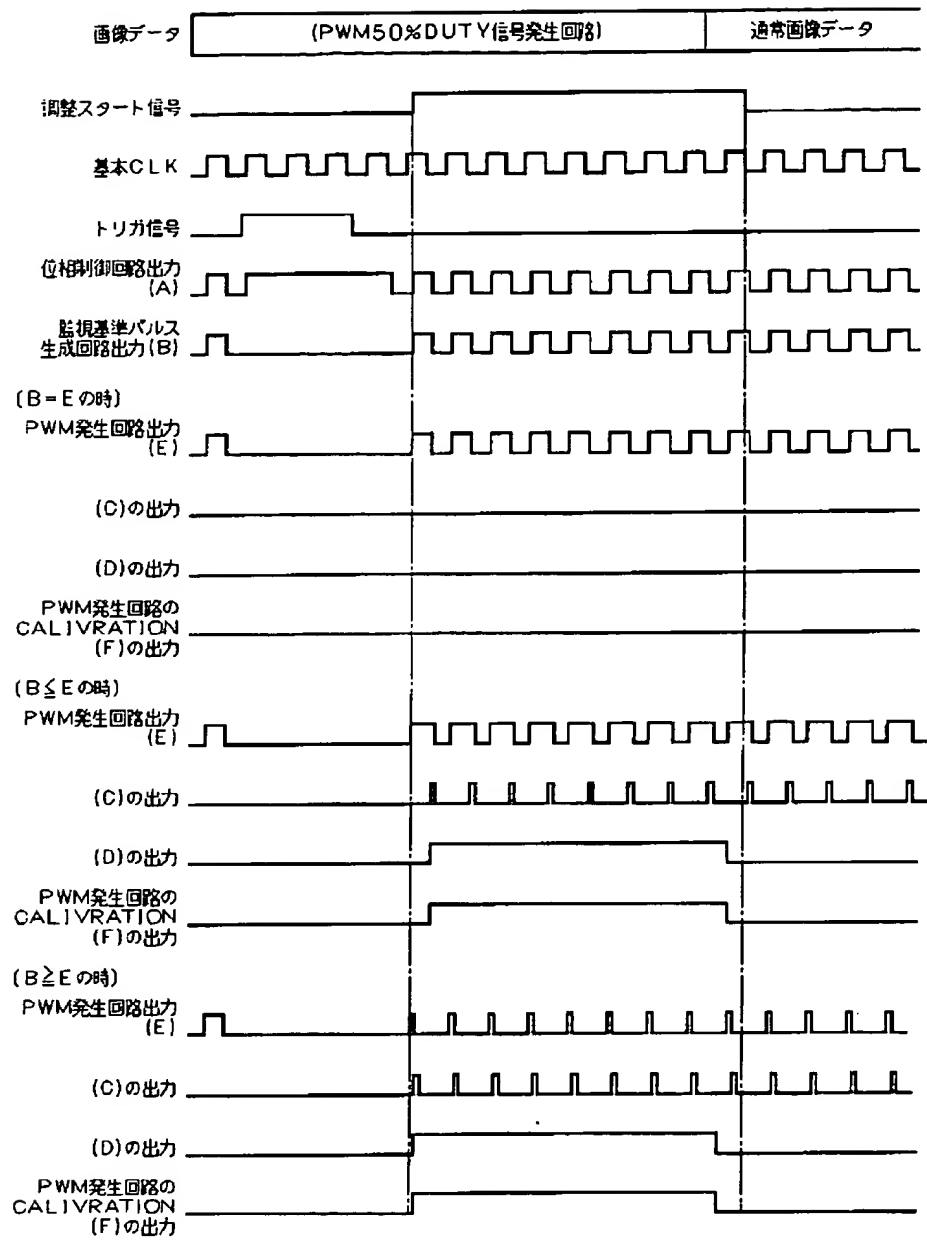 画像データ (PWM50%DUTY信号発生回路) 通常画像データ
調整スタート信号
基本CLK
トリガ信号
位相制御回路出力
(A)
監視基準パルス
生成回路出力(B)
(B=Eの時)
PWM発生回路出力
(E)
(C)の出力
(D)の出力
PWM発生回路の
CALIVRATION
(F)の出力
(B≦Eの時)
PWM発生回路出力
(E)
(C)の出力
(D)の出力
PWM発生回路の
CALIVRATION
(F)の出力
(B≧Eの時)
PWM発生回路出力
(E)
(C)の出力
(D)の出力
PWM発生回路の
CALIVRATION
(F)の出力